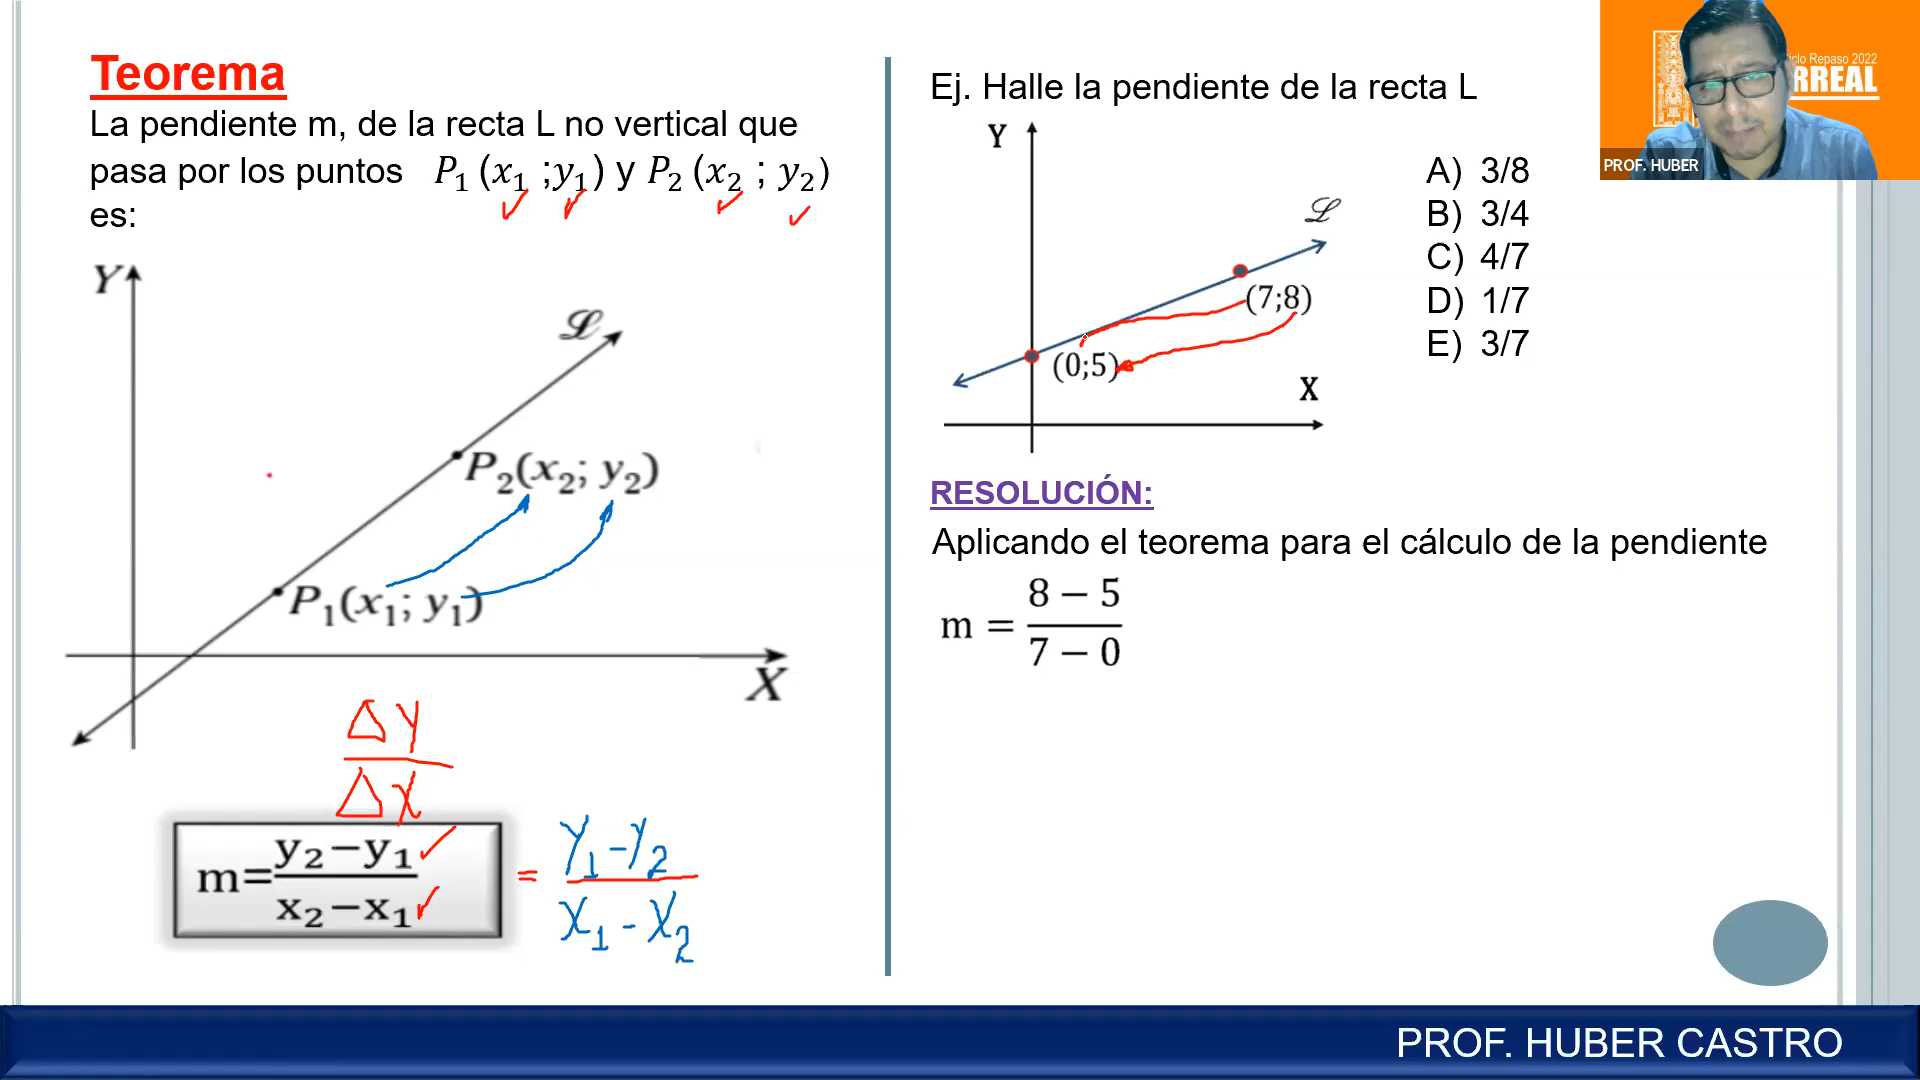 Teorema
La pendiente m, de la recta L no vertical que
pasa por los puntos P₁ (x₁ ;y₁) y P₂ (x₂ ; y₂)
es:
Y
ℒ
P₂(x₂; y₂)
P₁(x₁; y₁)
X
Δy
Δx
m=
y₂−y₁
x₂−x₁
=
y₁-y₂
x₁-x₂
Ej. Halle la pendiente de la recta L
Y
ℒ
(7;8)
(0;5)
X
A) 3/8
B) 3/4
C) 4/7
D) 1/7
E) 3/7
RESOLUCIÓN:
Aplicando el teorema para el cálculo de la pendiente
m =
8 − 5
7 − 0
Repaso 2022
PROF. HUBER
PROF. HUBER CASTRO